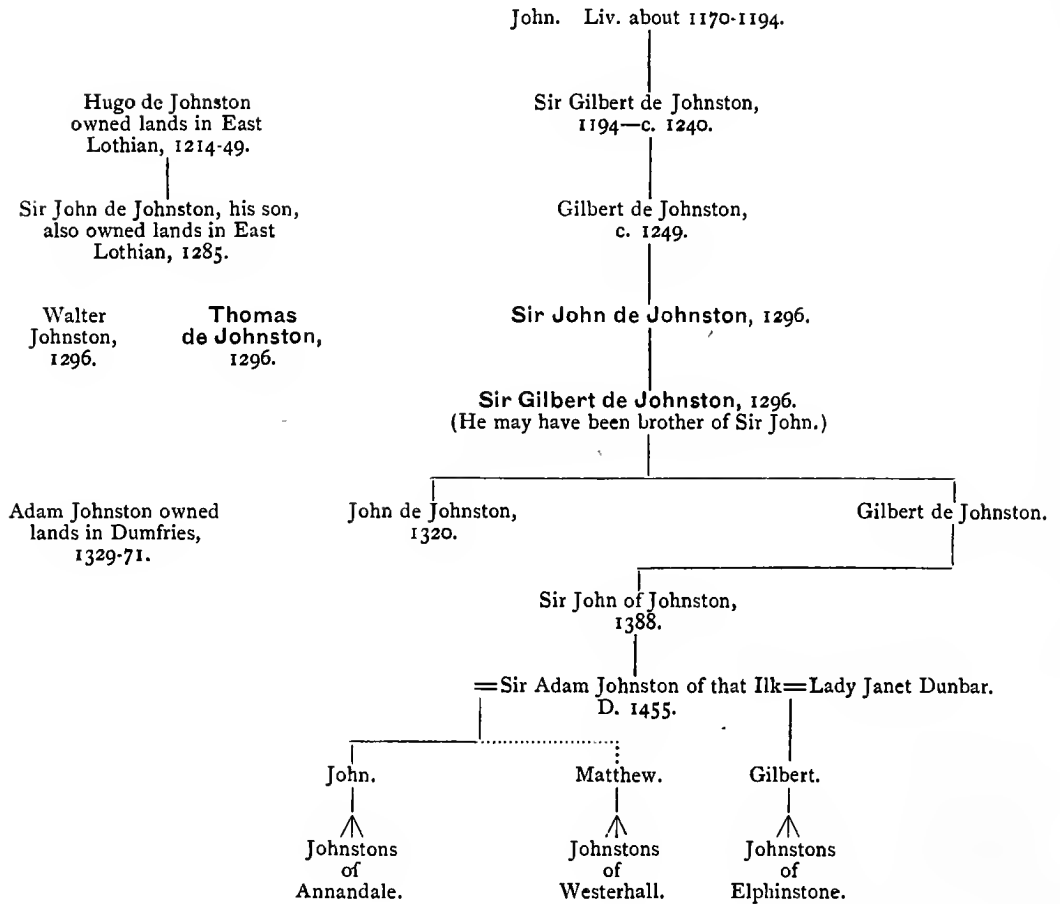 John. Liv. about 1170-1194.
Hugo de Johnston
owned lands in East
Lothian, 1214-49.
Sir Gilbert de Johnston,
1194—c. 1240.
Sir John de Johnston, his son,
also owned lands in East
Lothian, 1285.
Gilbert de Johnston,
c. 1249.
Walter
Johnston,
1296.
Thomas
de Johnston,
1296.
Sir John de Johnston, 1296.
Sir Gilbert de Johnston, 1296.
(He may have been brother of Sir John.)
Adam Johnston owned
lands in Dumfries,
1329-71.
John de Johnston,
1320.
Gilbert de Johnston.
Sir John of Johnston,
1388.
=Sir Adam Johnston of that Ilk=Lady Janet Dunbar.
D. 1455.
John.
Matthew.
Gilbert.
Johnstons
of
Annandale.
Johnstons
of
Westerhall.
Johnstons
of
Elphinstone.